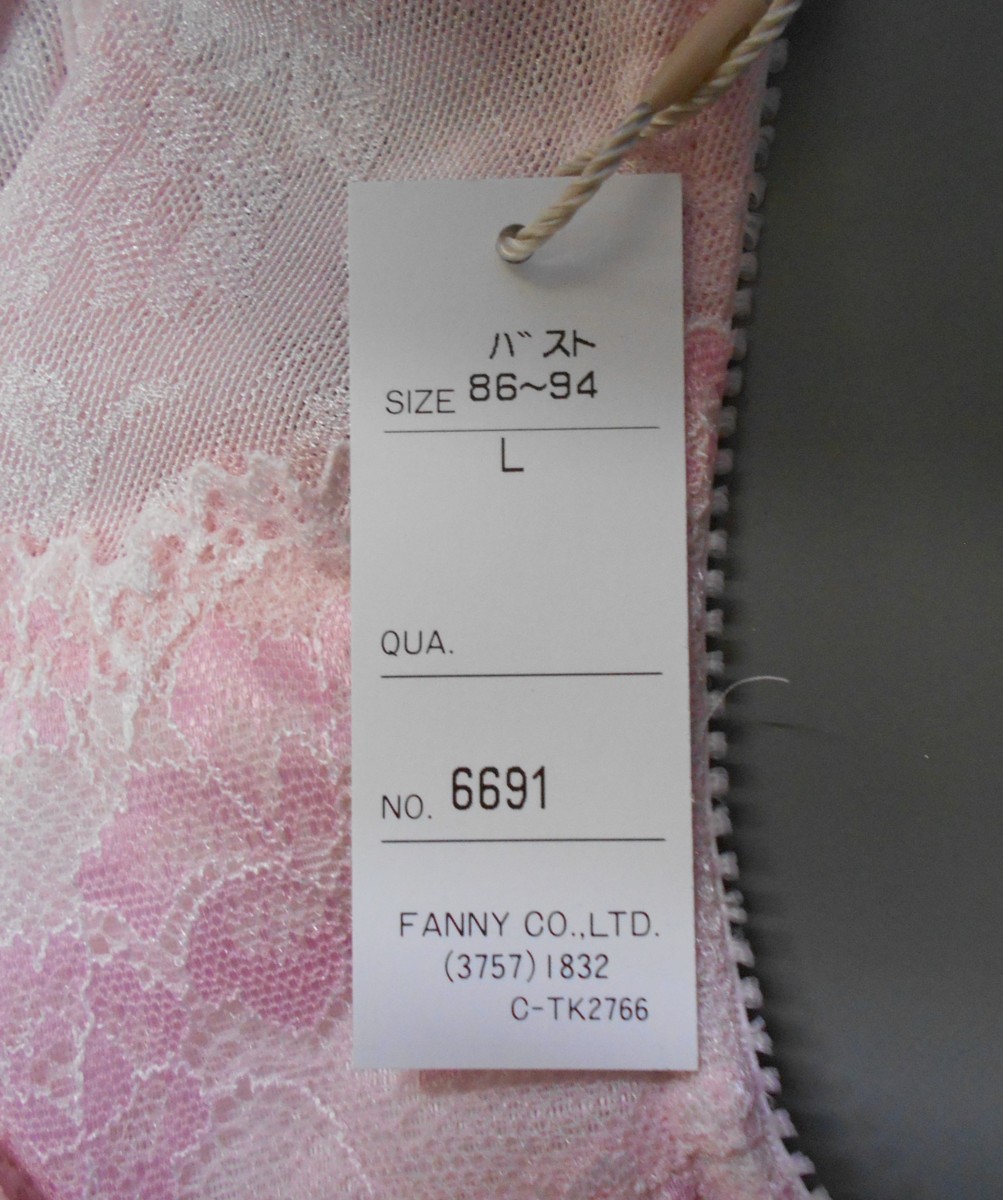 バスト
SIZE 86~94
L
QUA.
NO. 6691
FANNY CO.,LTD.
(3757)1832
C-TK2766